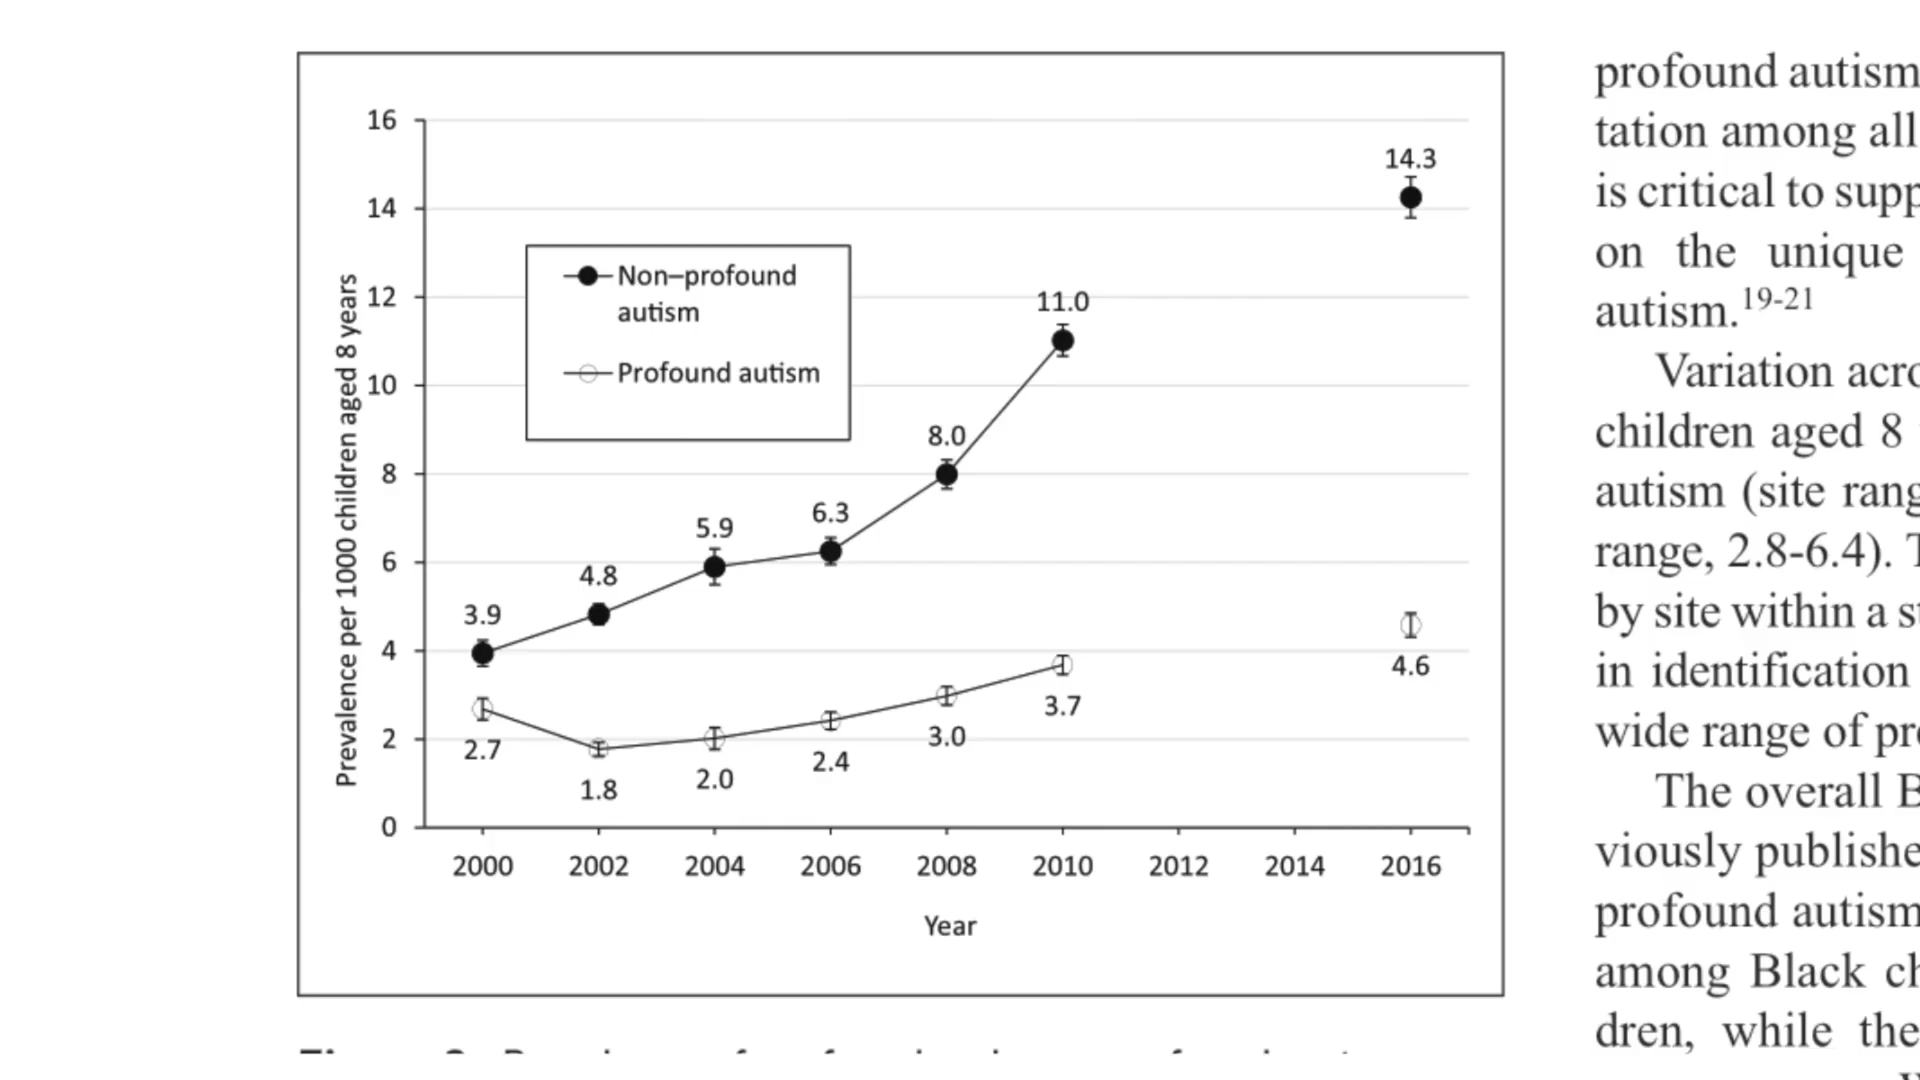 16
14
12
10
8
6
4
2
0
Prevalence per 1000 children aged 8 years
Non–profound
autism
Profound autism
3.9
4.8
5.9
6.3
8.0
11.0
14.3
2.7
1.8
2.0
2.4
3.0
3.7
4.6
2000 2002 2004 2006 2008 2010 2012 2014 2016
Year
profound autism
tation among all
is critical to supp
on the unique
autism.19-21
Variation acro
children aged 8
autism (site rang
range, 2.8-6.4). T
by site within a st
in identification
wide range of pro
The overall B
viously publishe
profound autism
among Black ch
dren, while the